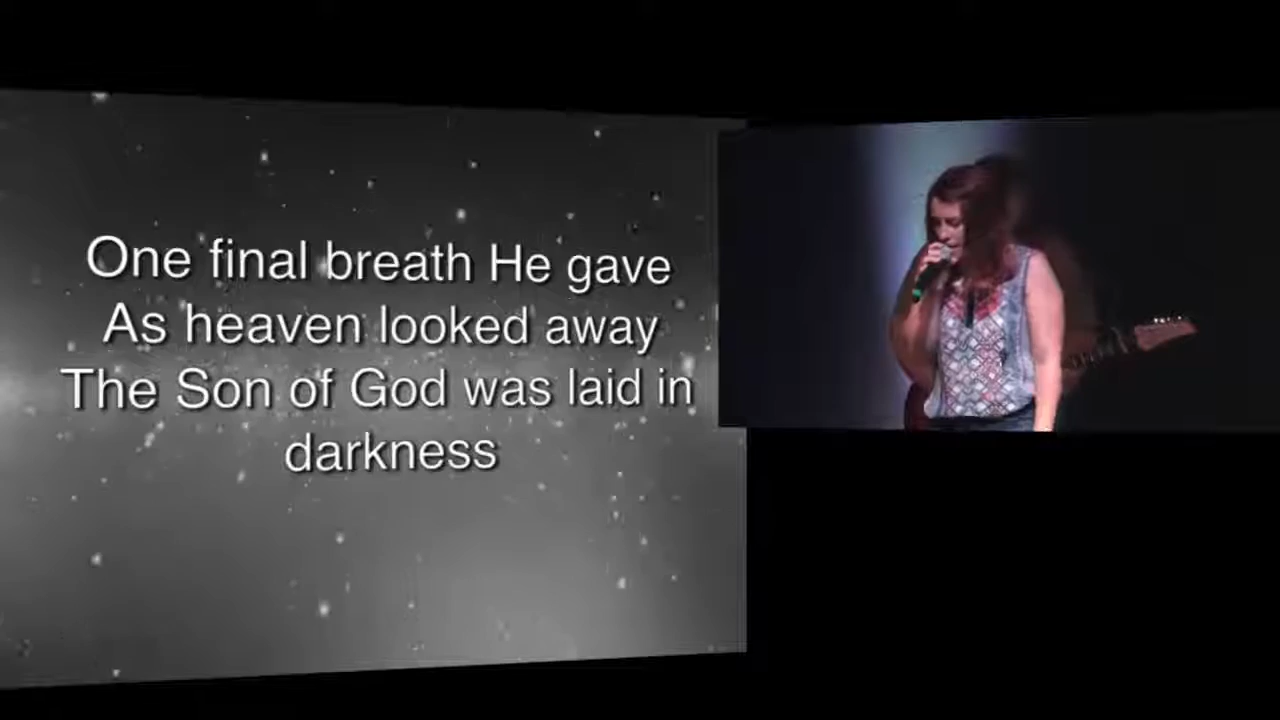 One final breath He gave
As heaven looked away
The Son of God was laid in
darkness